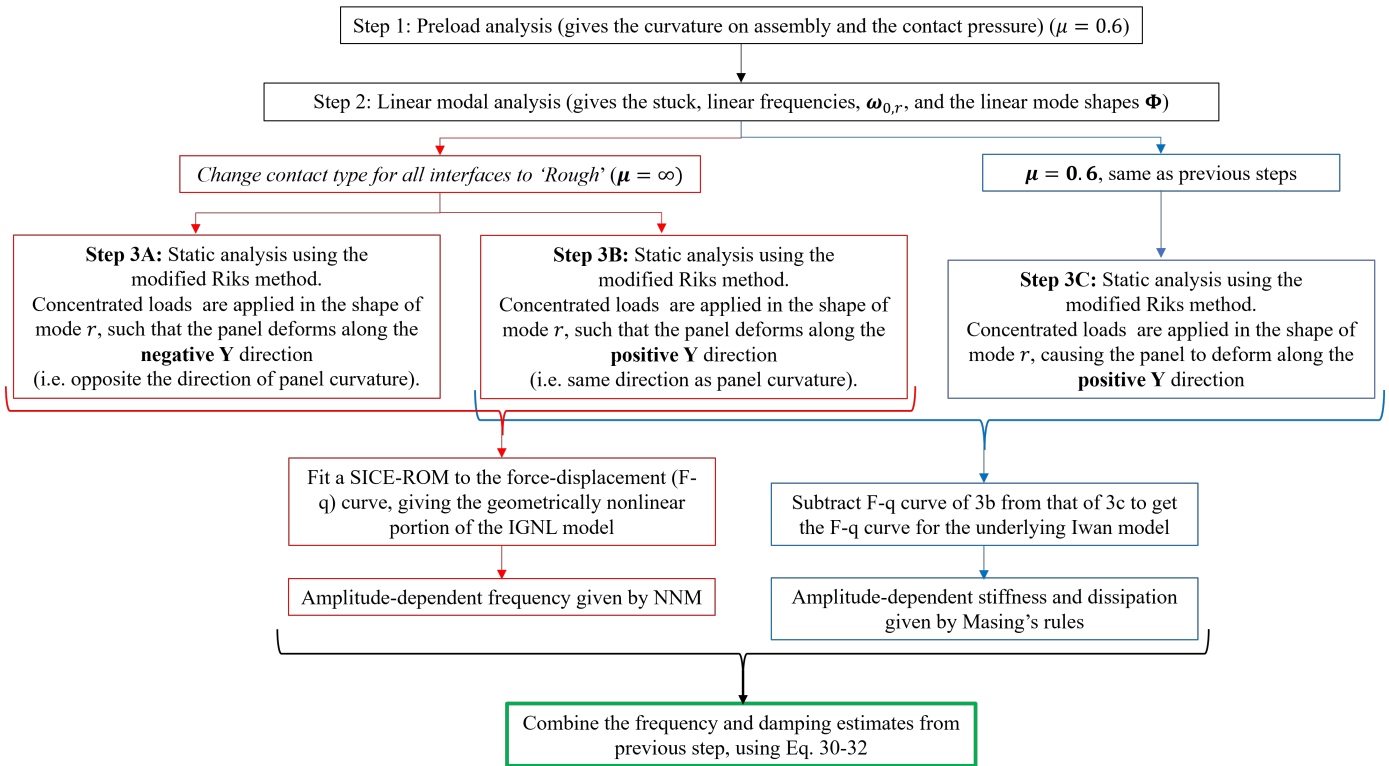 Step 1: Preload analysis (gives the curvature on assembly and the contact pressure) (μ = 0.6)
Step 2: Linear modal analysis (gives the stuck, linear frequencies, ω₀,ᵣ, and the linear mode shapes Φ)
Change contact type for all interfaces to ‘Rough’ (μ = ∞)
μ = 0.6, same as previous steps
Step 3A: Static analysis using the
modified Riks method.
Concentrated loads are applied in the shape of
mode r, such that the panel deforms along the
negative Y direction
(i.e. opposite the direction of panel curvature).
Step 3B: Static analysis using the
modified Riks method.
Concentrated loads are applied in the shape of
mode r, such that the panel deforms along the
positive Y direction
(i.e. same direction as panel curvature).
Step 3C: Static analysis using the
modified Riks method.
Concentrated loads are applied in the shape of
mode r, causing the panel to deform along the
positive Y direction
Fit a SICE-ROM to the force-displacement (F-
q) curve, giving the geometrically nonlinear
portion of the IGNL model
Subtract F-q curve of 3b from that of 3c to get
the F-q curve for the underlying Iwan model
Amplitude-dependent frequency given by NNM
Amplitude-dependent stiffness and dissipation
given by Masing’s rules
Combine the frequency and damping estimates from
previous step, using Eq. 30-32